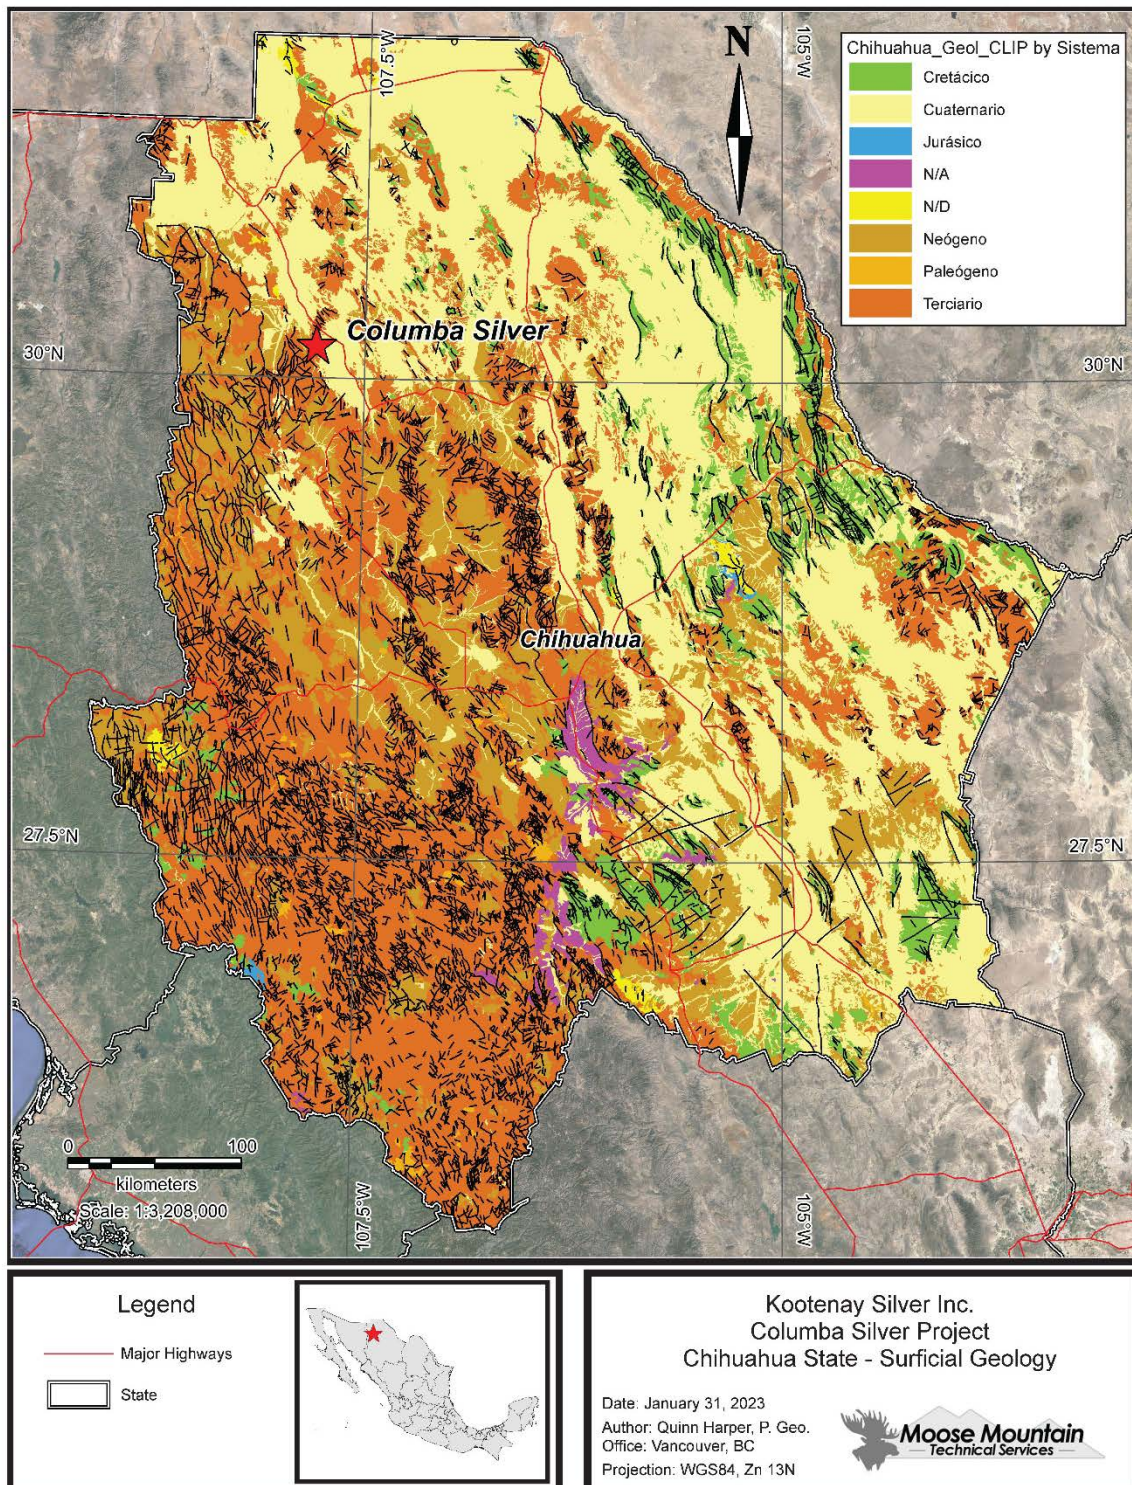 N
107.5°W
105°W
Chihuahua_Geol_CLIP by Sistema
Cretácico
Cuaternario
Jurásico
N/A
N/D
Neógeno
Paleógeno
Terciario
Columba Silver
30°N
30°N
Chihuahua
27.5°N
27.5°N
0 100
kilometers
Scale: 1:3,208,000
107.5°W
105°W
Legend
Major Highways
State
Kootenay Silver Inc.
Columba Silver Project
Chihuahua State - Surficial Geology
Date: January 31, 2023
Author: Quinn Harper, P. Geo.
Office: Vancouver, BC
Projection: WGS84, Zn 13N
Moose Mountain
Technical Services